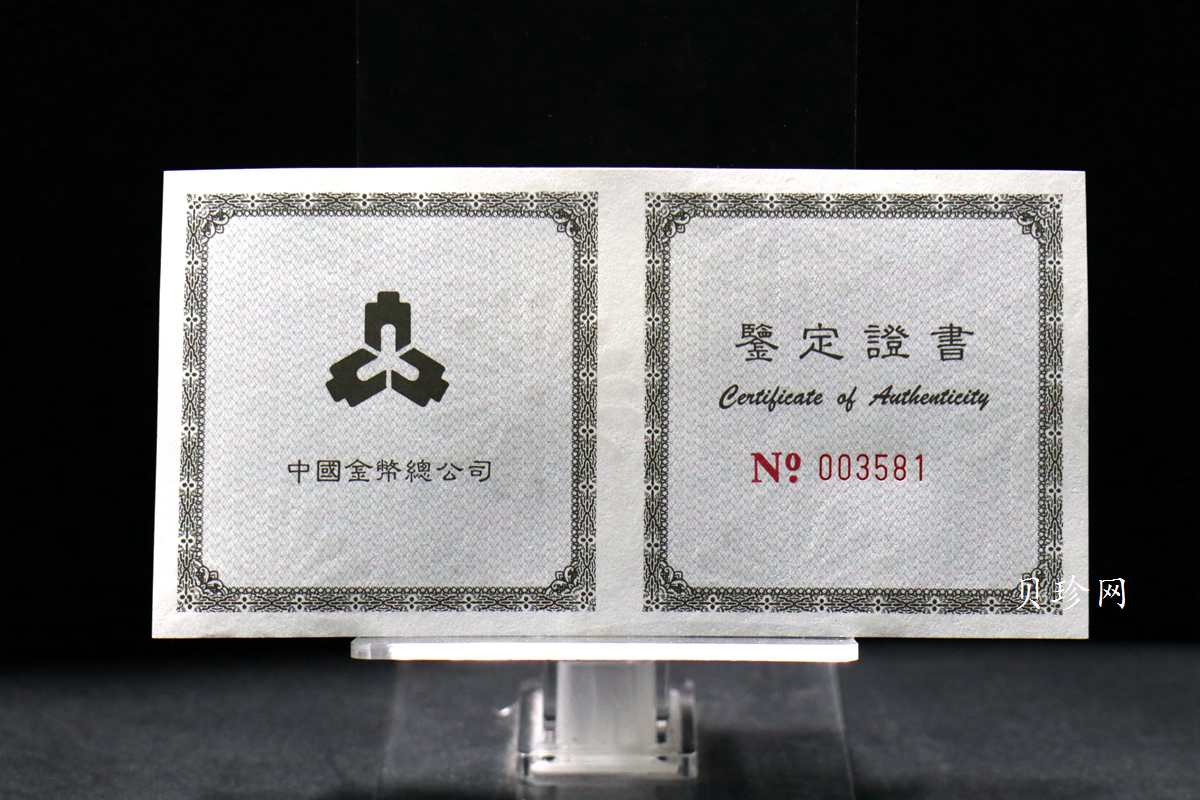 中國金幣總公司
鑒定證書
Certificate of Authenticity
Nº 003581
贝珍网